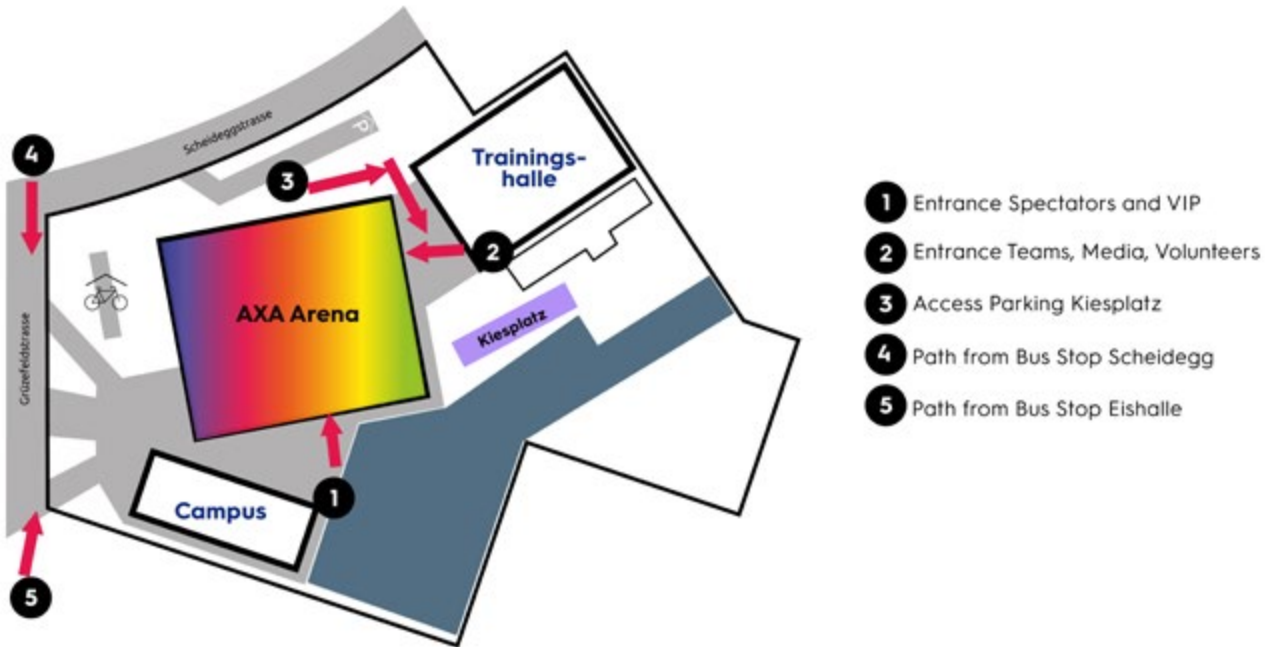 Scheideggstrasse
P
4
3
Trainings-
halle
2
AXA Arena
Kiesplatz
Grüzefeldstrasse
1
Campus
5
1 Entrance Spectators and VIP
2 Entrance Teams, Media, Volunteers
3 Access Parking Kiesplatz
4 Path from Bus Stop Scheidegg
5 Path from Bus Stop Eishalle